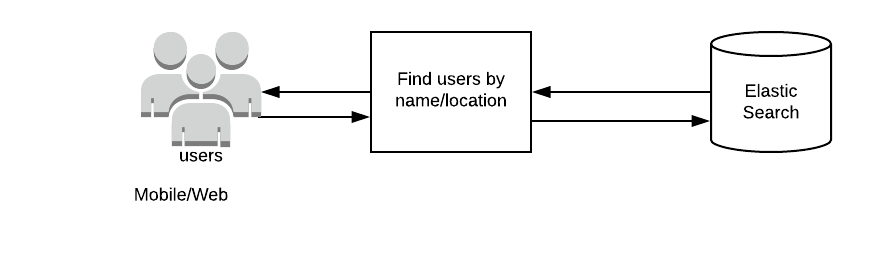 Find users by
name/location
Elastic
Search
users
Mobile/Web